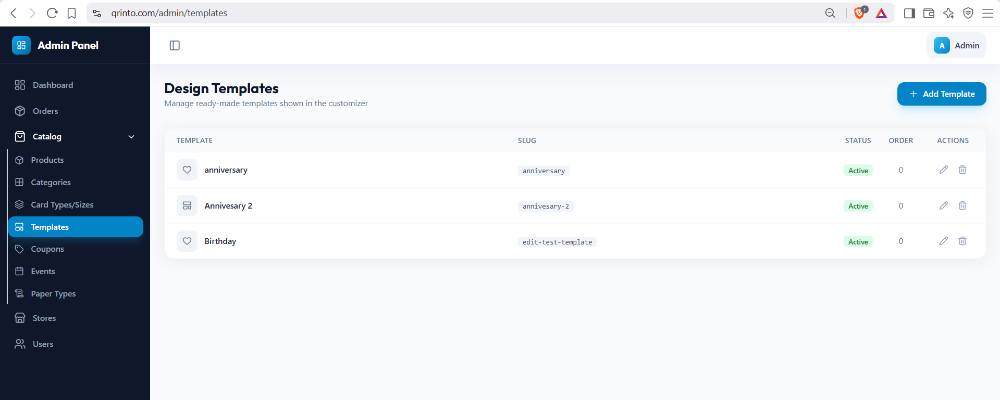 qrinto.com/admin/templates
1
Admin Panel
A
Admin
Dashboard
Orders
Catalog
Products
Categories
Card Types/Sizes
Templates
Coupons
Events
Paper Types
Stores
Users
Design Templates
Manage ready-made templates shown in the customizer
+ Add Template
TEMPLATE SLUG STATUS ORDER ACTIONS
anniversary anniversary Active 0
Annivesary 2 annivesary-2 Active 0
Birthday edit-test-template Active 0